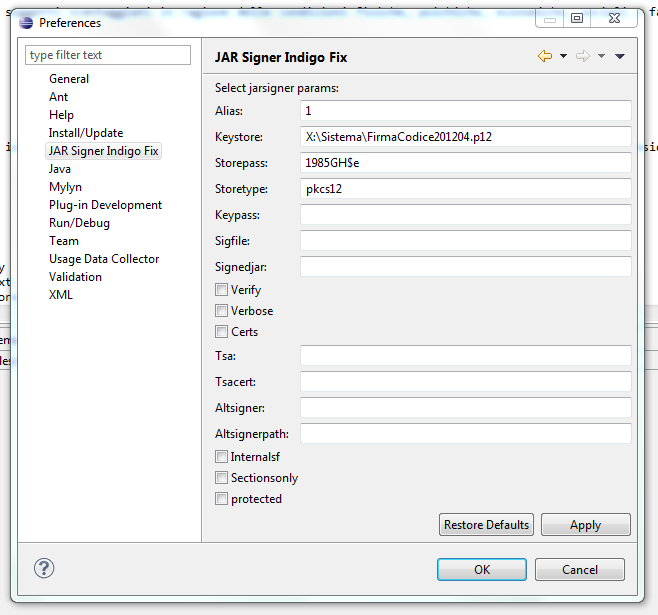 Preferences
type filter text
General
Ant
Help
Install/Update
JAR Signer Indigo Fix
Java
Mylyn
Plug-in Development
Run/Debug
Team
Usage Data Collector
Validation
XML
JAR Signer Indigo Fix
Select jarsigner params:
Alias: 1
Keystore: X:\Sistema\FirmaCodice201204.p12
Storepass: 1985GH$e
Storetype: pkcs12
Keypass:
Sigfile:
Signedjar:
Verify
Verbose
Certs
Tsa:
Tsacert:
Altsigner:
Altsignerpath:
Internalsf
Sectionsonly
protected
Restore Defaults Apply
? OK Cancel